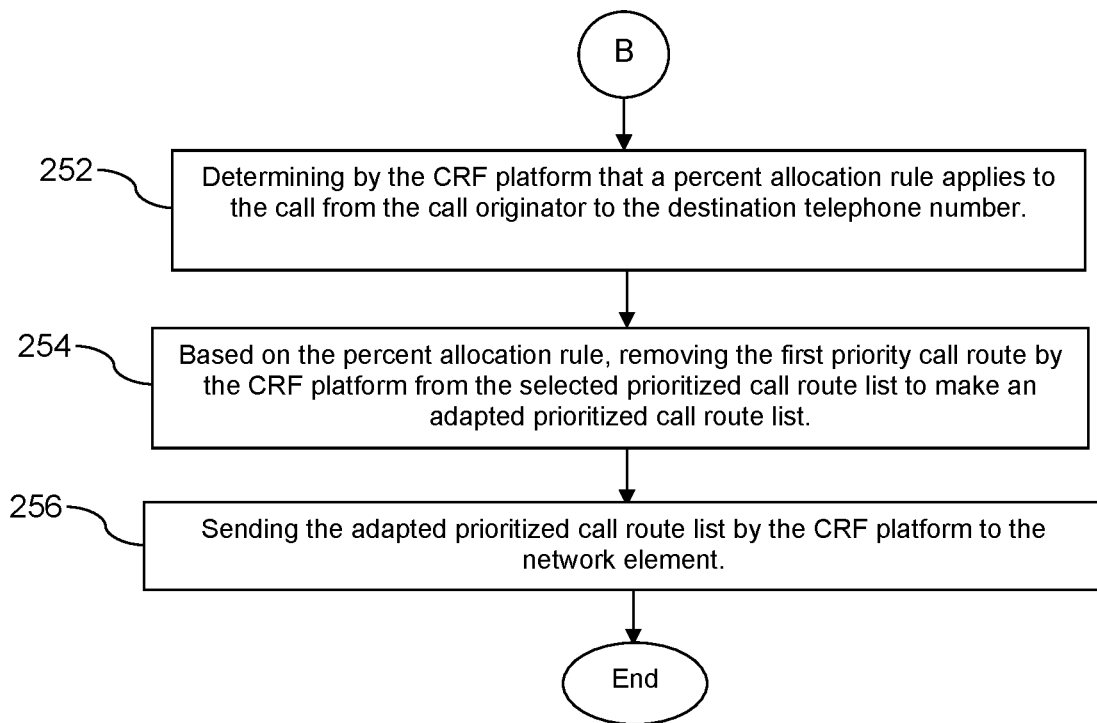 B
252
Determining by the CRF platform that a percent allocation rule applies to
the call from the call originator to the destination telephone number.
254
Based on the percent allocation rule, removing the first priority call route by
the CRF platform from the selected prioritized call route list to make an
adapted prioritized call route list.
256
Sending the adapted prioritized call route list by the CRF platform to the
network element.
End